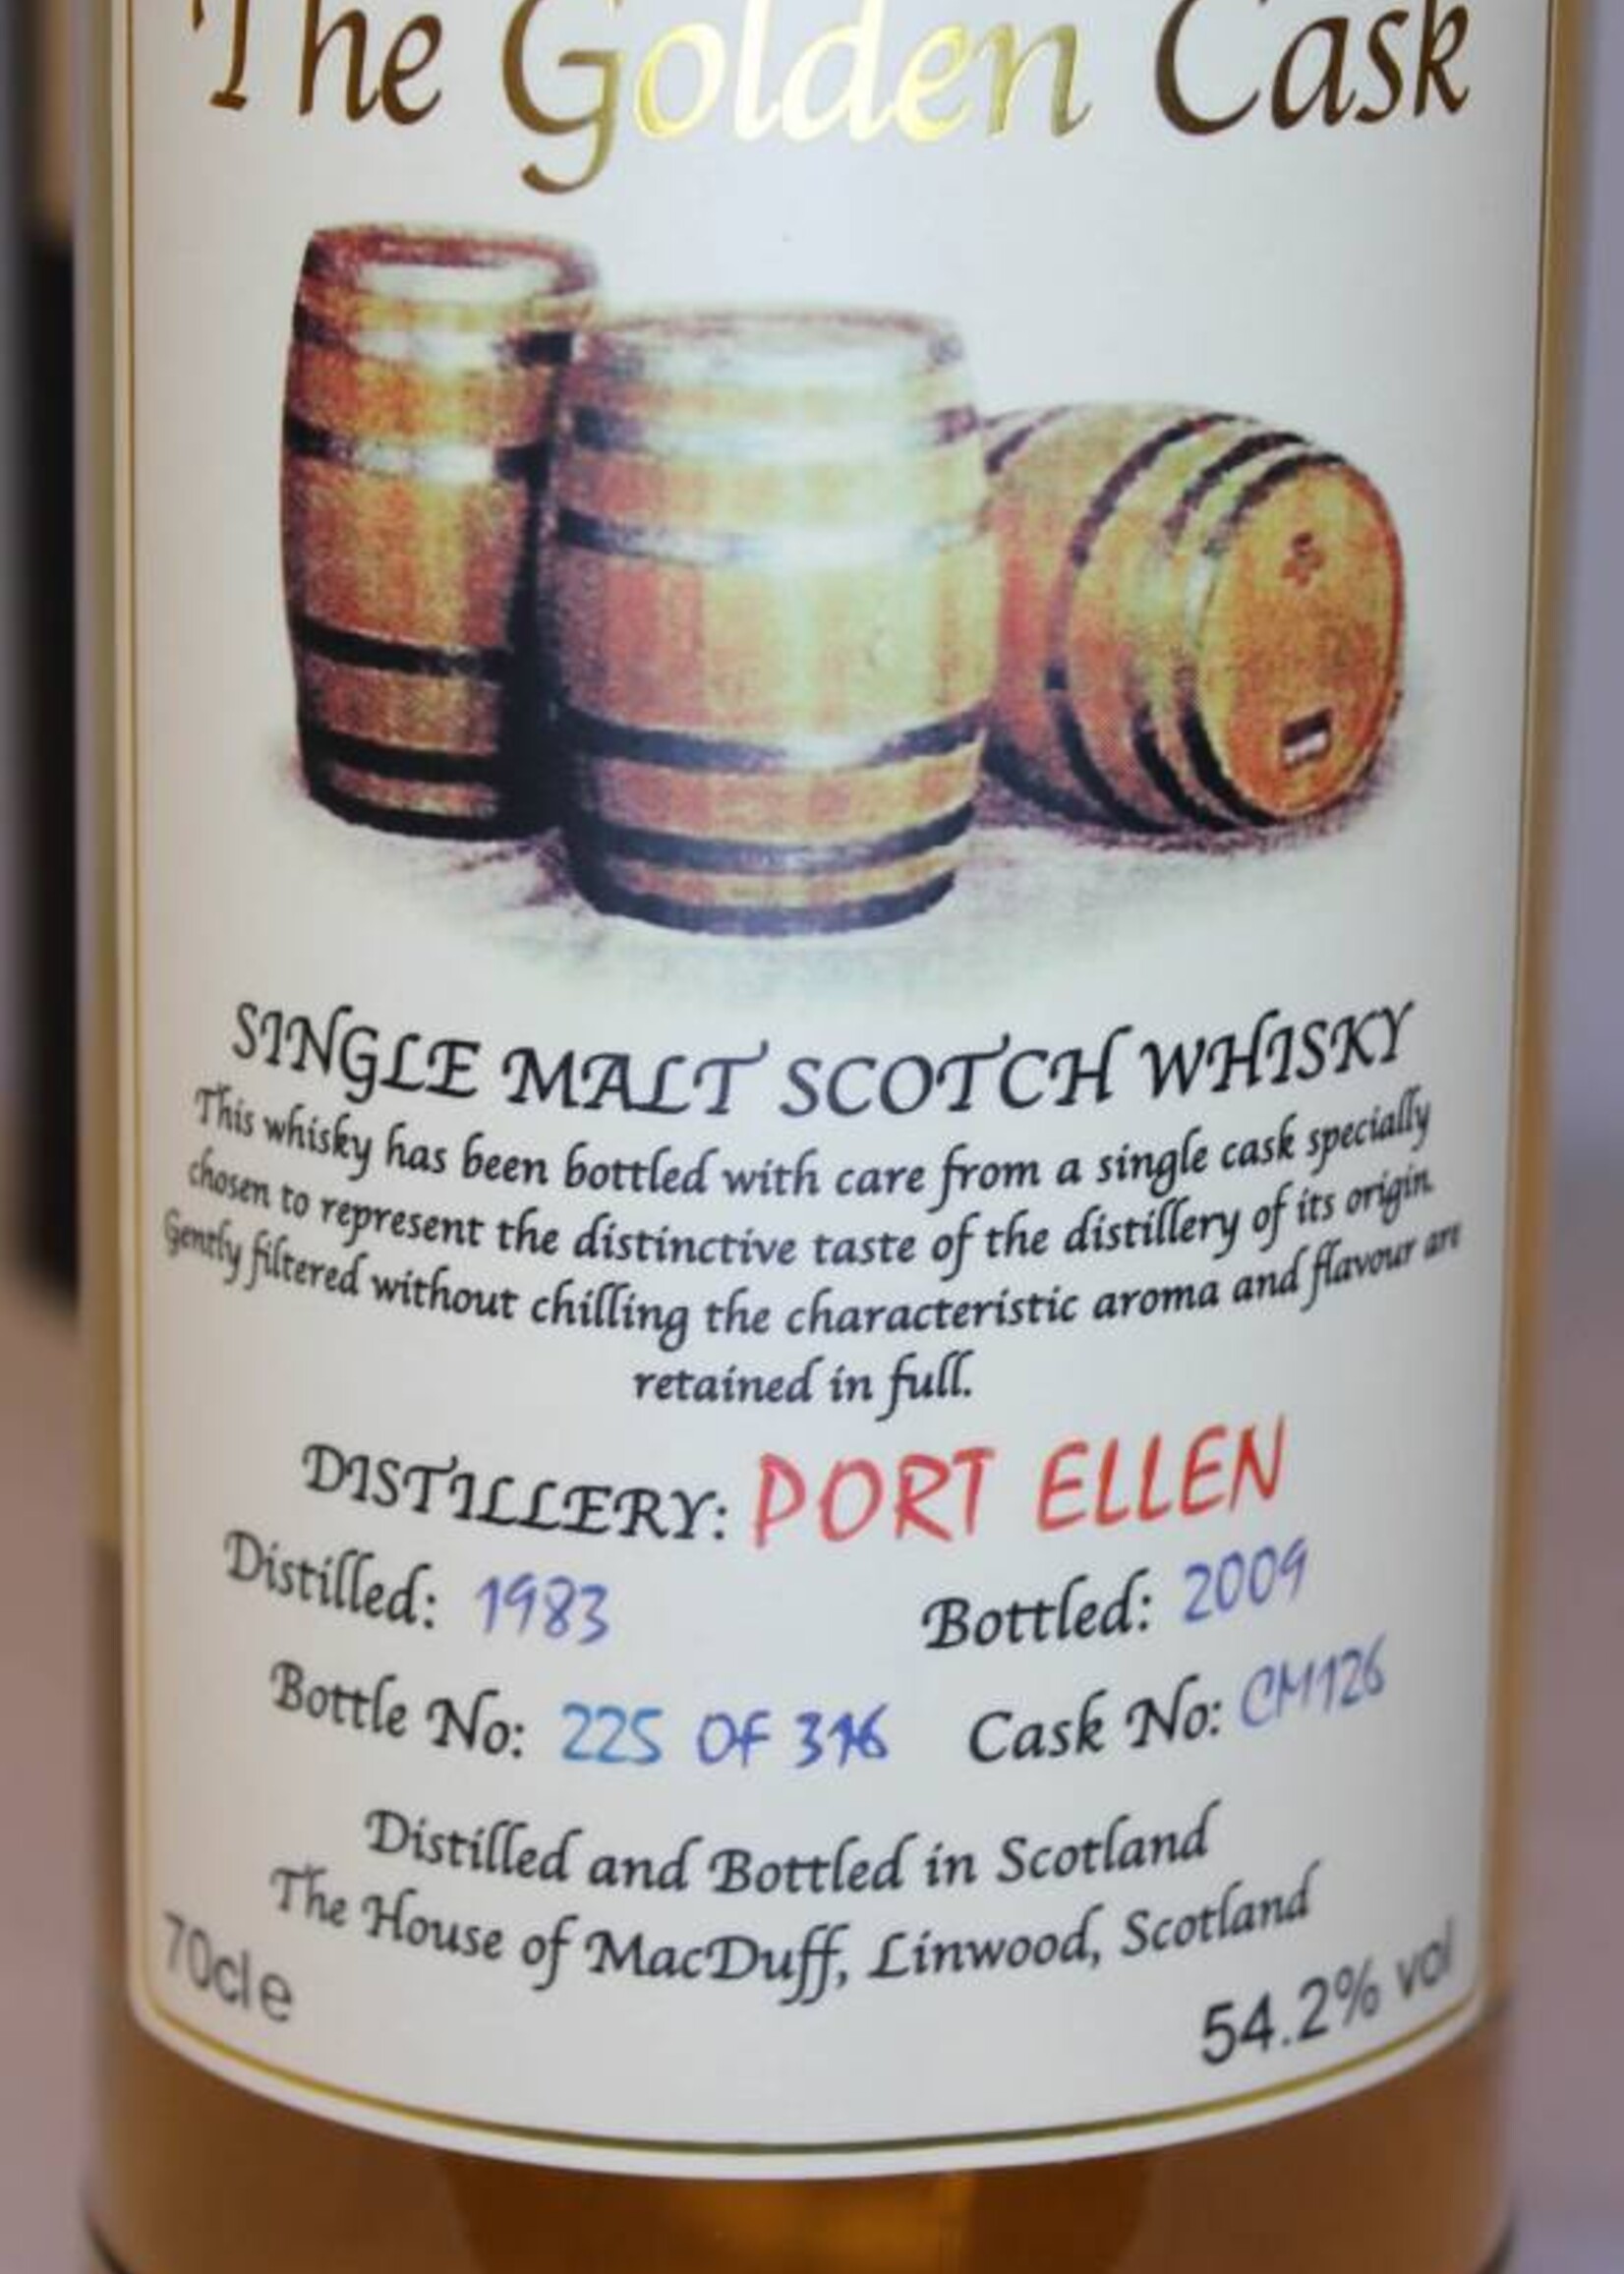 The Golden Cask
SINGLE MALT SCOTCH WHISKY
This whisky has been bottled with care from a single cask specially
chosen to represent the distinctive taste of the distillery of its origin.
Gently filtered without chilling the characteristic aroma and flavour are
retained in full.
DISTILLERY: PORT ELLEN
Distilled: 1983 Bottled: 2009
Bottle No: 225 OF 316 Cask No: CM126
Distilled and Bottled in Scotland
The House of MacDuff, Linwood, Scotland
70cl e 54.2% vol